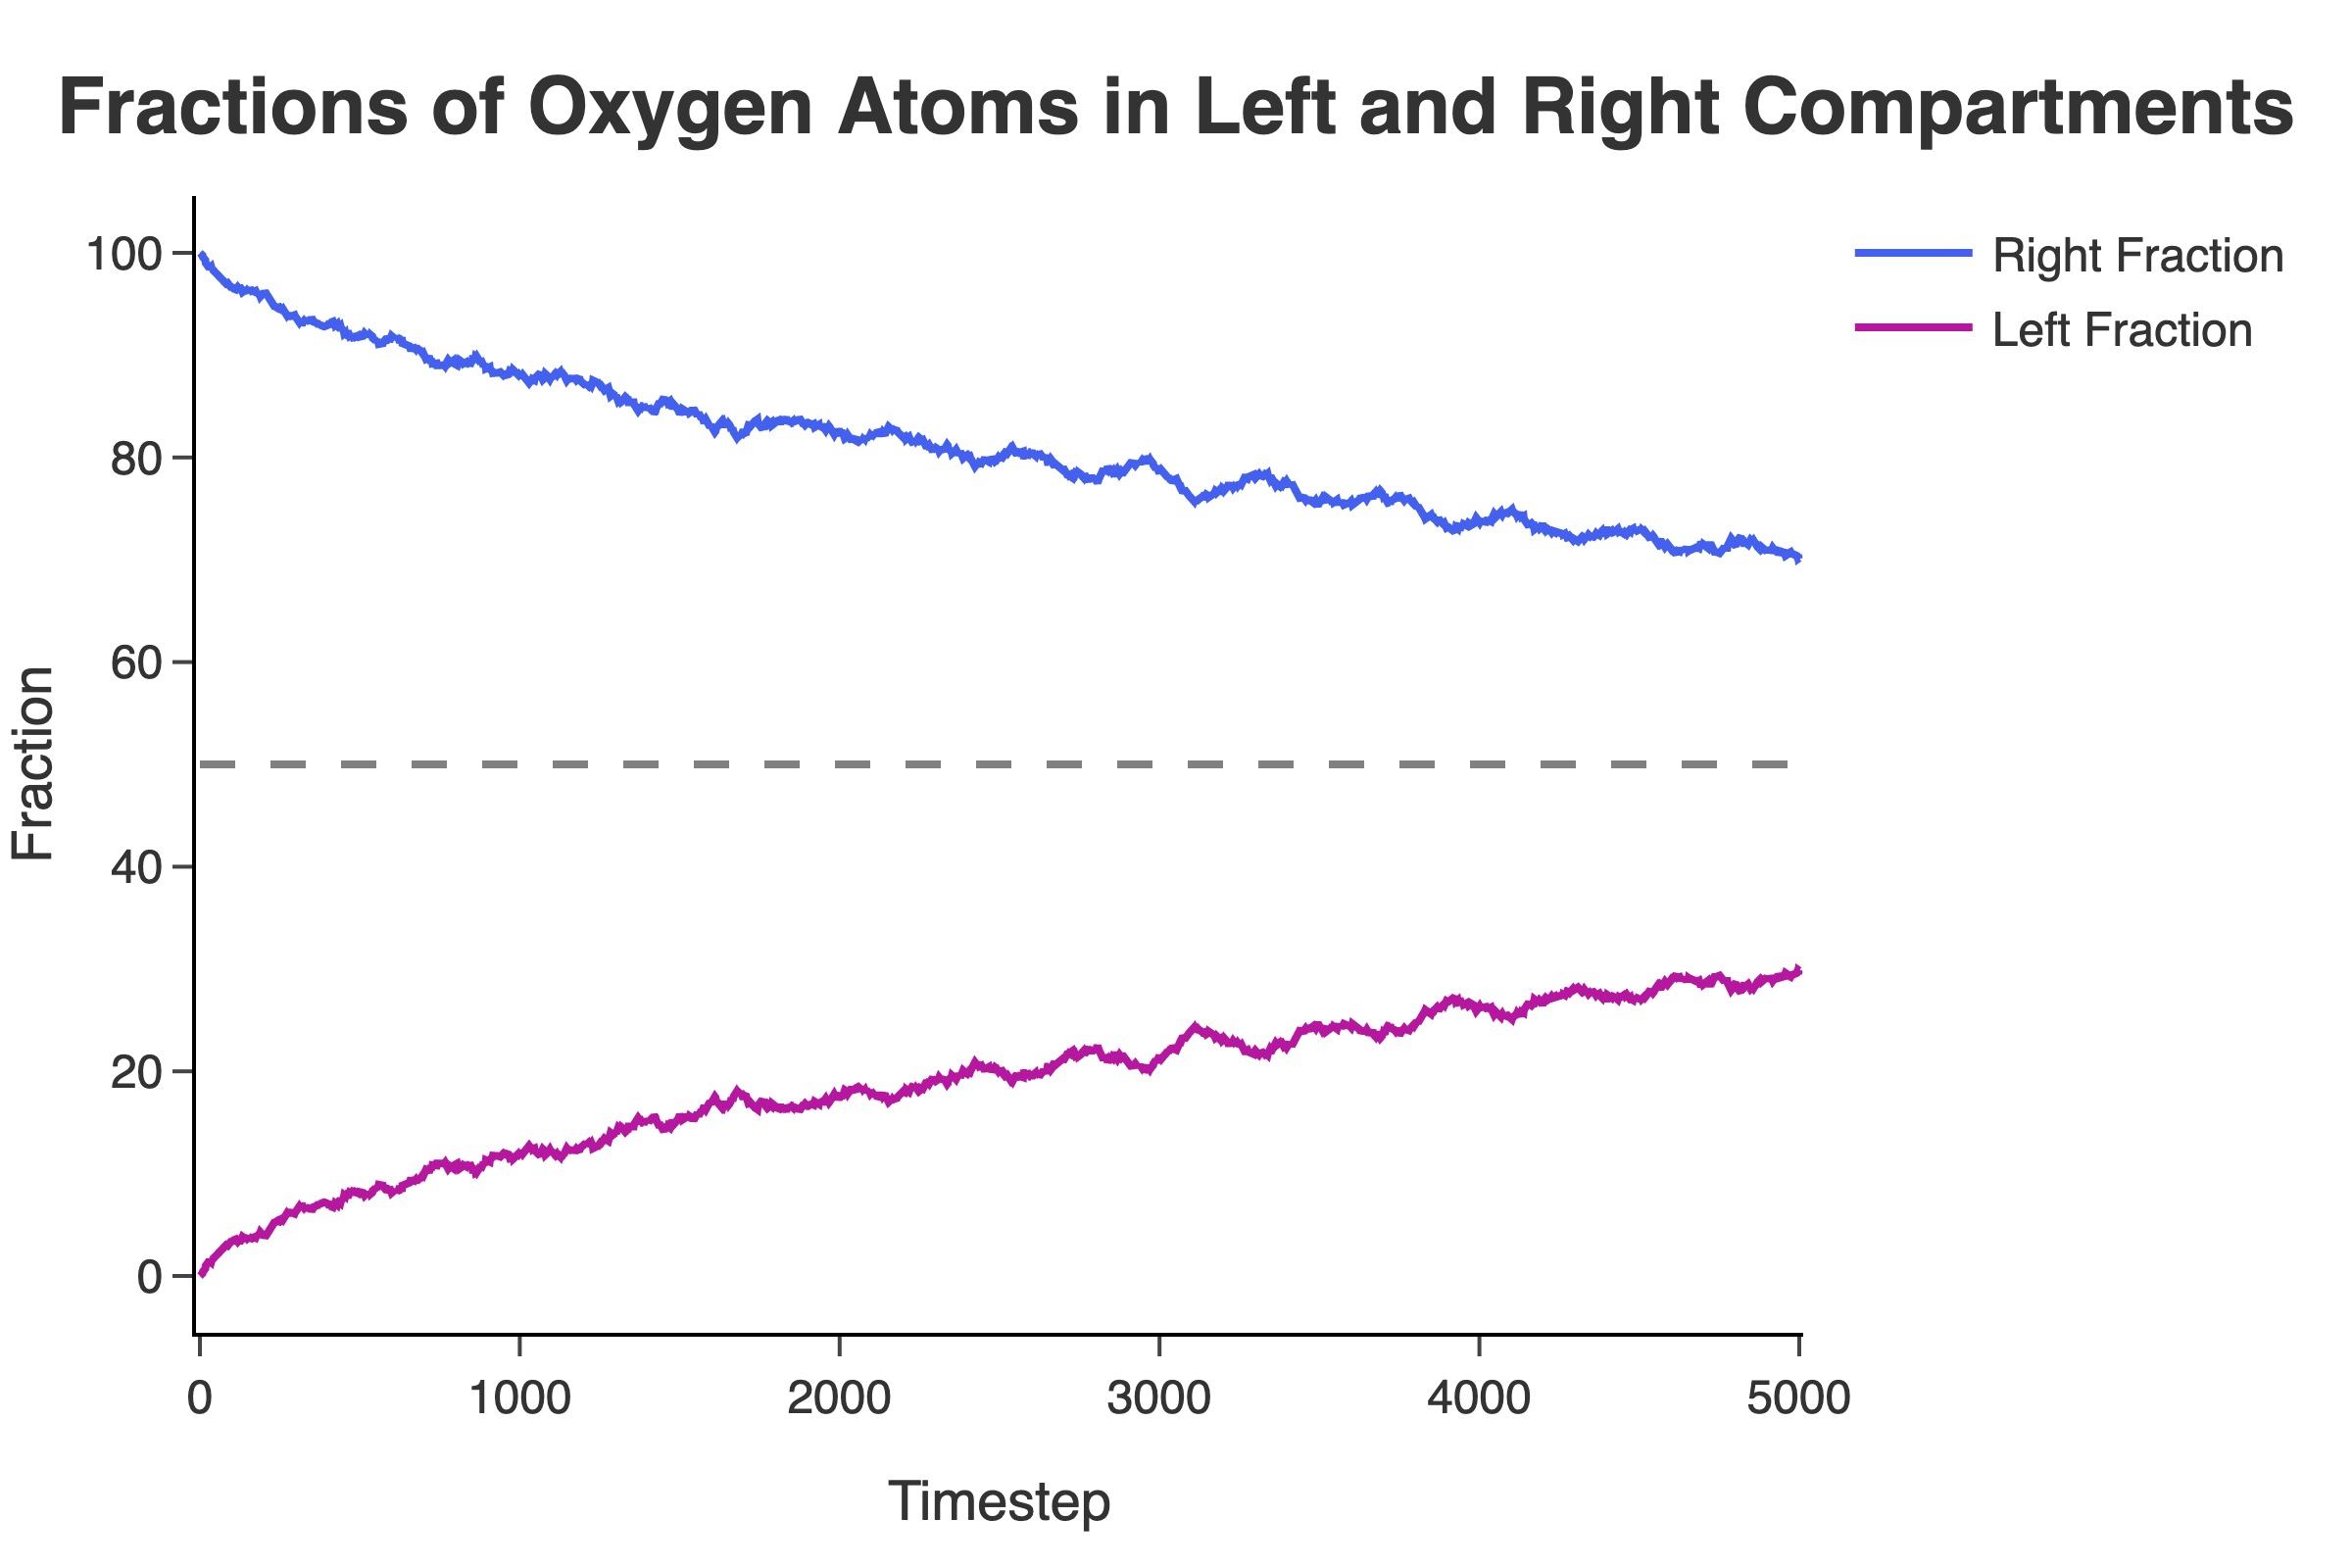 Fractions of Oxygen Atoms in Left and Right Compartments
Right Fraction
Left Fraction
100
80
60
40
20
0
Fraction
0 1000 2000 3000 4000 5000
Timestep